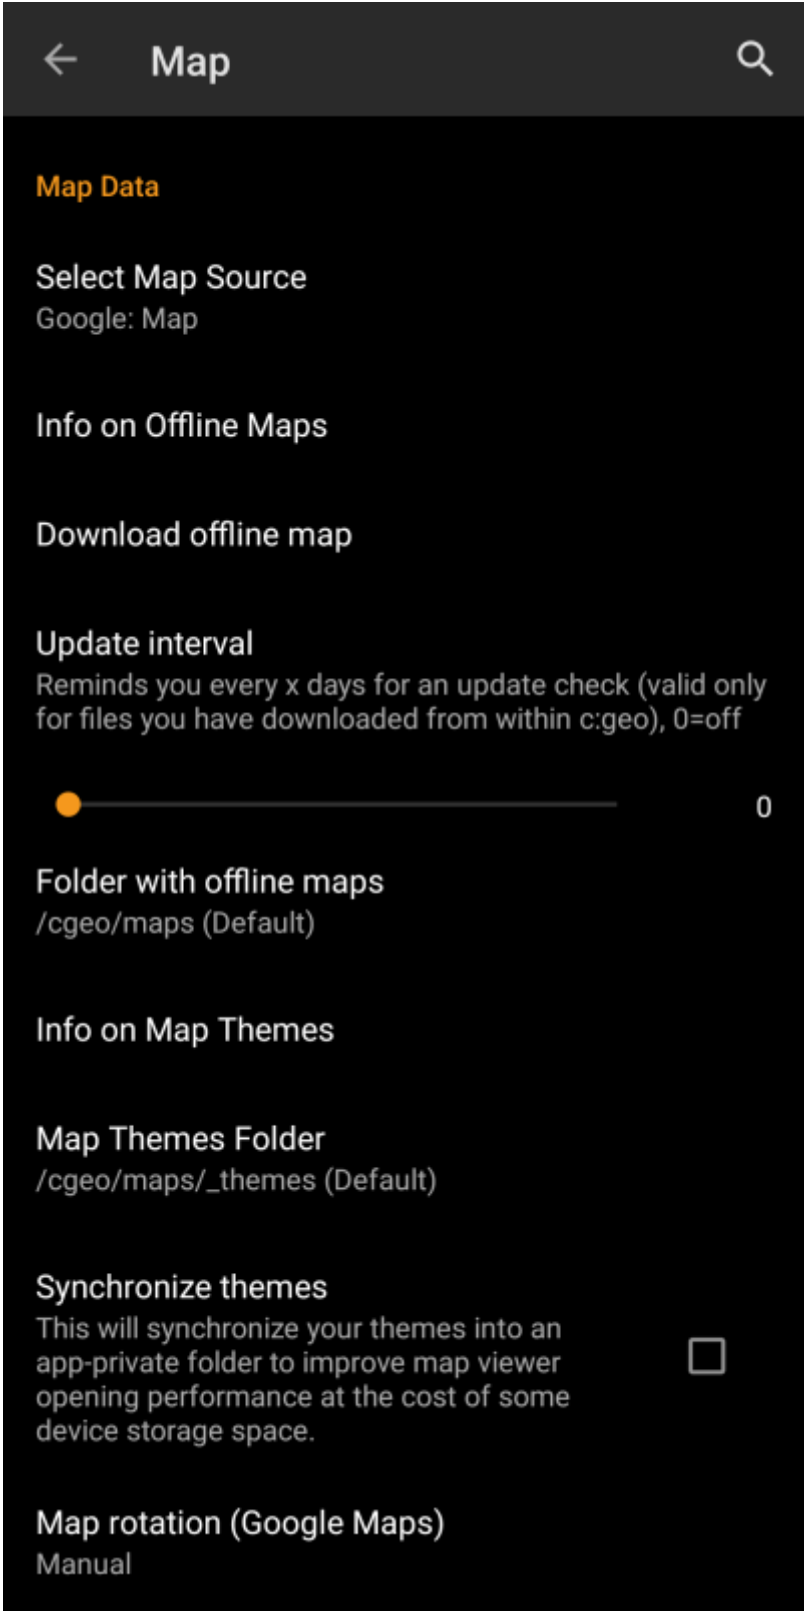 Map
Map Data
Select Map Source
Google: Map
Info on Offline Maps
Download offline map
Update interval
Reminds you every x days for an update check (valid only
for files you have downloaded from within c:geo), 0=off
0
Folder with offline maps
/cgeo/maps (Default)
Info on Map Themes
Map Themes Folder
/cgeo/maps/_themes (Default)
Synchronize themes
This will synchronize your themes into an
app-private folder to improve map viewer
opening performance at the cost of some
device storage space.
Map rotation (Google Maps)
Manual